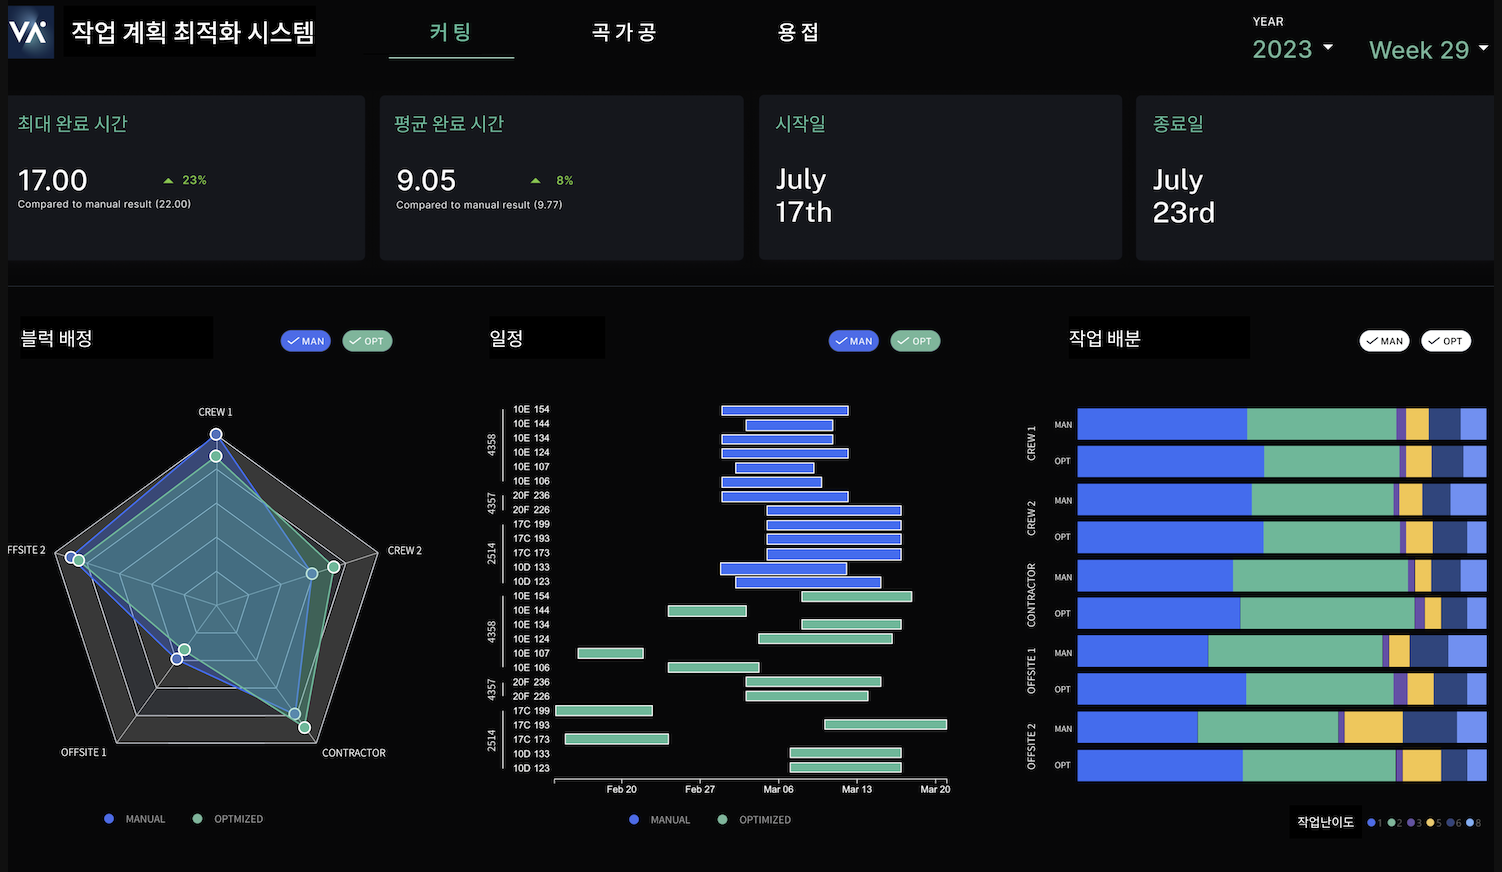 VA
작업 계획 최적화 시스템
커팅
곡가공
용접
YEAR
2023
Week 29
최대 완료 시간
17.00
23%
Compared to manual result (22.00)
평균 완료 시간
9.05
8%
Compared to manual result (9.77)
시작일
July
17th
종료일
July
23rd
블럭 배정
MAN
OPT
CREW 1
CREW 2
CONTRACTOR
OFFSITE 1
FFSITE 2
MANUAL
OPTMIZED
일정
MAN
OPT
4358
10E 154
10E 144
10E 134
10E 124
10E 107
10E 106
4357
20F 236
20F 226
2514
17C 199
17C 193
17C 173
10D 133
10D 123
4358
10E 154
10E 144
10E 134
10E 124
10E 107
10E 106
4357
20F 236
20F 226
2514
17C 199
17C 193
17C 173
10D 133
10D 123
Feb 20
Feb 27
Mar 06
Mar 13
Mar 20
MANUAL
OPTIMIZED
작업 배분
MAN
OPT
CREW 1
MAN
OPT
CREW 2
MAN
OPT
CONTRACTOR
MAN
OPT
OFFSITE 1
MAN
OPT
OFFSITE 2
MAN
OPT
작업난이도
1
2
3
5
6
8